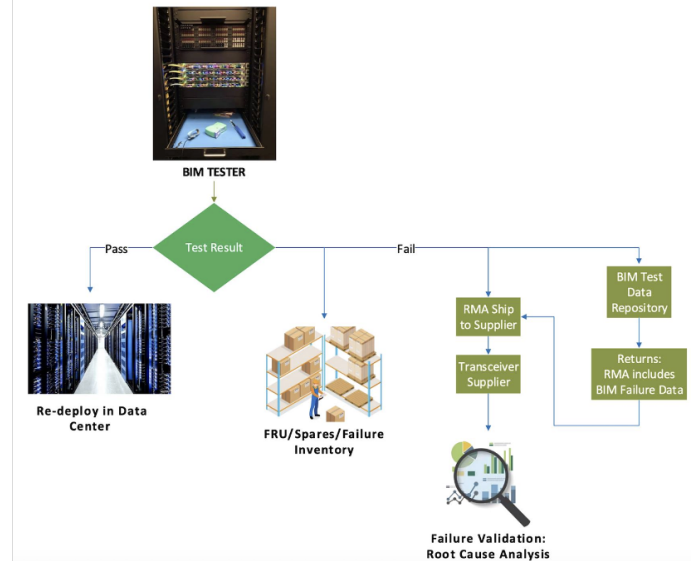 BIM TESTER
Test Result
Pass
Fail
Re-deploy in Data
Center
FRU/Spares/Failure
Inventory
RMA Ship
to Supplier
Transceiver
Supplier
Failure Validation:
Root Cause Analysis
BIM Test
Data
Repository
Returns:
RMA includes
BIM Failure Data